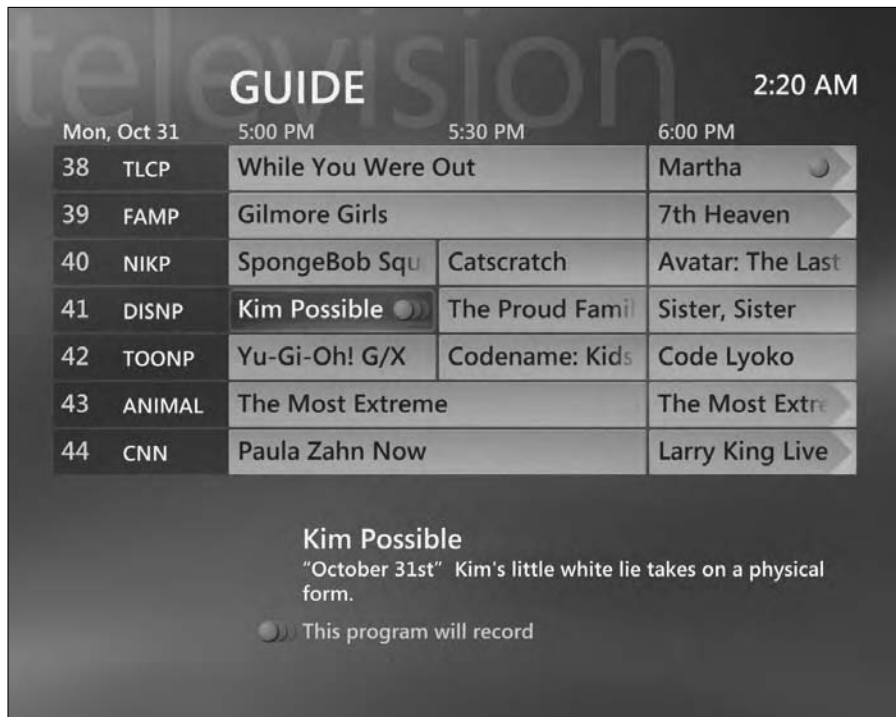 television
GUIDE
2:20 AM
Mon, Oct 31 5:00 PM 5:30 PM 6:00 PM
38 TLCP While You Were Out Martha
39 FAMP Gilmore Girls 7th Heaven
40 NIKP SpongeBob Squ Catscratch Avatar: The Last
41 DISNP Kim Possible The Proud Famil Sister, Sister
42 TOONP Yu-Gi-Oh! G/X Codename: Kids Code Lyoko
43 ANIMAL The Most Extreme The Most Extre
44 CNN Paula Zahn Now Larry King Live
Kim Possible
"October 31st" Kim's little white lie takes on a physical
form.
This program will record